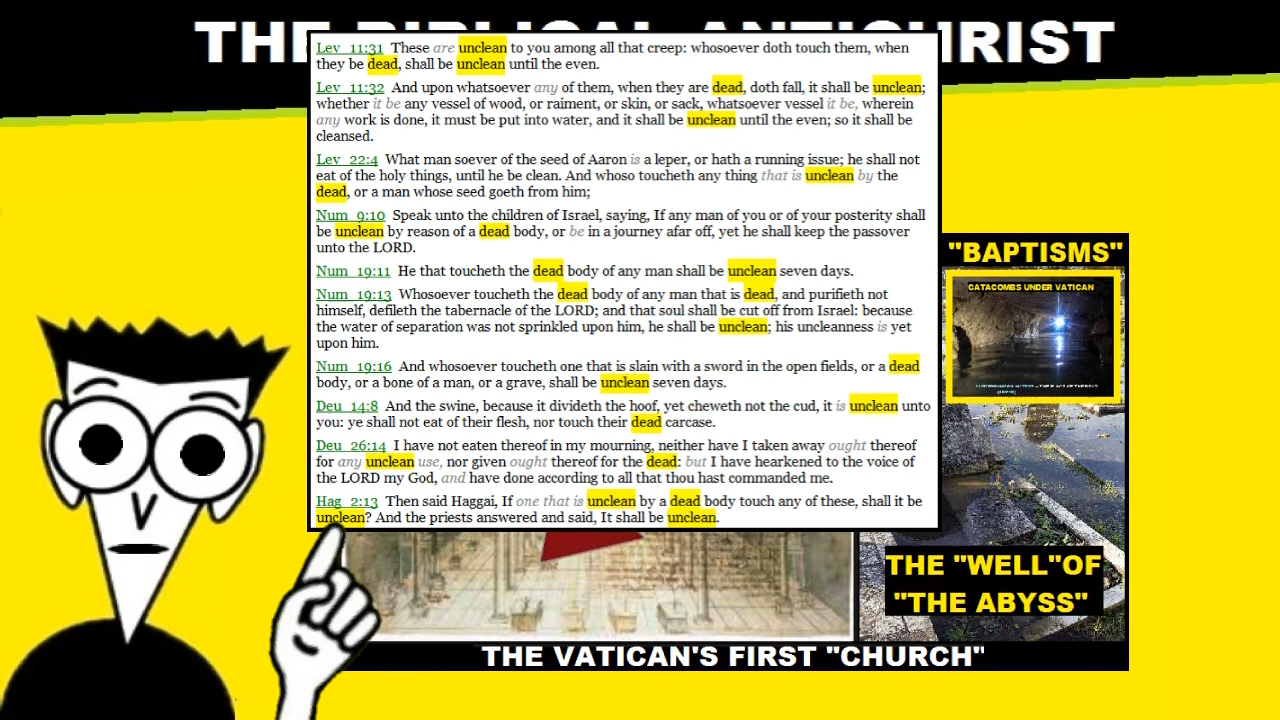 THE BIBLICAL ANTICHRIST
Lev_11:31 These are unclean to you among all that creep: whosoever doth touch them, when
they be dead, shall be unclean until the even.
Lev_11:32 And upon whatsoever any of them, when they are dead, doth fall, it shall be unclean;
whether it be any vessel of wood, or raiment, or skin, or sack, whatsoever vessel it be, wherein
any work is done, it must be put into water, and it shall be unclean until the even; so it shall be
cleansed.
Lev_22:4 What man soever of the seed of Aaron is a leper, or hath a running issue; he shall not
eat of the holy things, until he be clean. And whoso toucheth any thing that is unclean by the
dead, or a man whose seed goeth from him;
Num_9:10 Speak unto the children of Israel, saying, If any man of you or of your posterity shall
be unclean by reason of a dead body, or be in a journey afar off, yet he shall keep the passover
unto the LORD.
Num_19:11 He that toucheth the dead body of any man shall be unclean seven days.
Num_19:13 Whosoever toucheth the dead body of any man that is dead, and purifieth not
himself, defileth the tabernacle of the LORD; and that soul shall be cut off from Israel: because
the water of separation was not sprinkled upon him, he shall be unclean; his uncleanness is yet
upon him.
Num_19:16 And whosoever toucheth one that is slain with a sword in the open fields, or a dead
body, or a bone of a man, or a grave, shall be unclean seven days.
Deu_14:8 And the swine, because it divideth the hoof, yet cheweth not the cud, it is unclean unto
you: ye shall not eat of their flesh, nor touch their dead carcase.
Deu_26:14 I have not eaten thereof in my mourning, neither have I taken away ought thereof
for any unclean use, nor given ought thereof for the dead: but I have hearkened to the voice of
the LORD my God, and have done according to all that thou hast commanded me.
Hag_2:13 Then said Haggai, If one that is unclean by a dead body touch any of these, shall it be
unclean? And the priests answered and said, It shall be unclean.
"BAPTISMS"
CATACOMBS UNDER VATICAN
THE "WELL"OF
"THE ABYSS"
THE VATICAN'S FIRST "CHURCH"